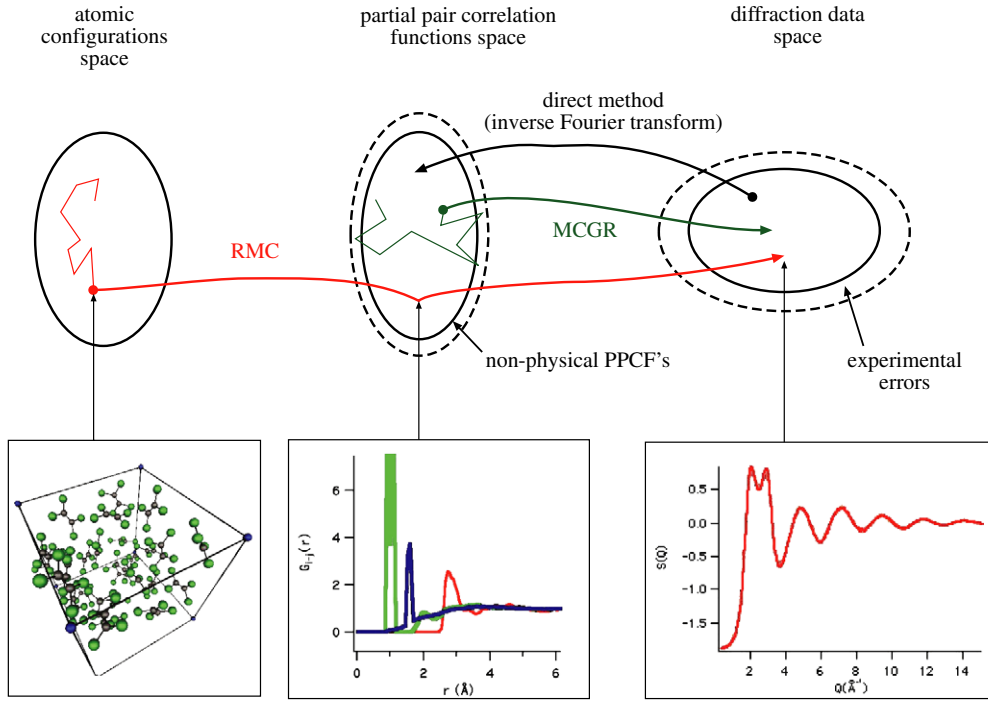 atomic
configurations
space
partial pair correlation
functions space
diffraction data
space
direct method
(inverse Fourier transform)
RMC
MCGR
non-physical PPCF's
experimental
errors
6
4
2
0
G i-j (r)
0
2
4
6
r (Å)
0.5
0.0
-0.5
-1.0
-1.5
S(Q)
2
4
6
8
10
12
14
Q(Å⁻¹)